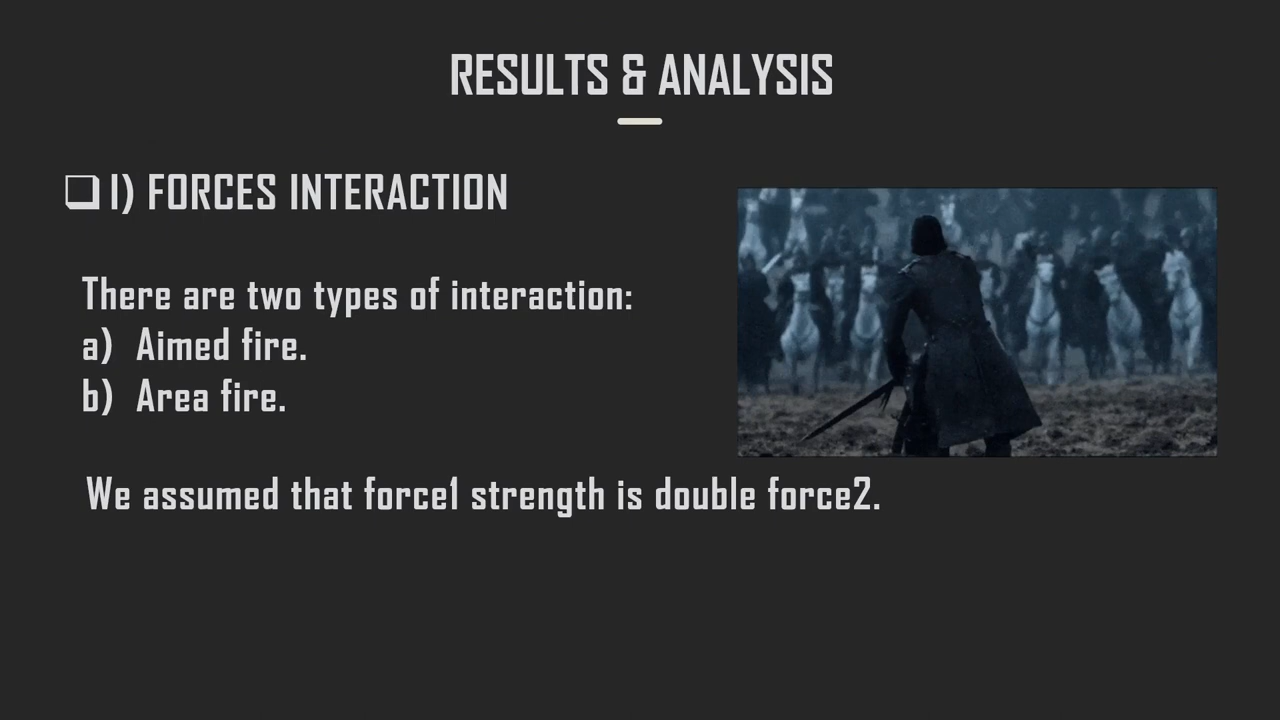 RESULTS & ANALYSIS
I) FORCES INTERACTION
There are two types of interaction:
a) Aimed fire.
b) Area fire.
We assumed that force1 strength is double force2.